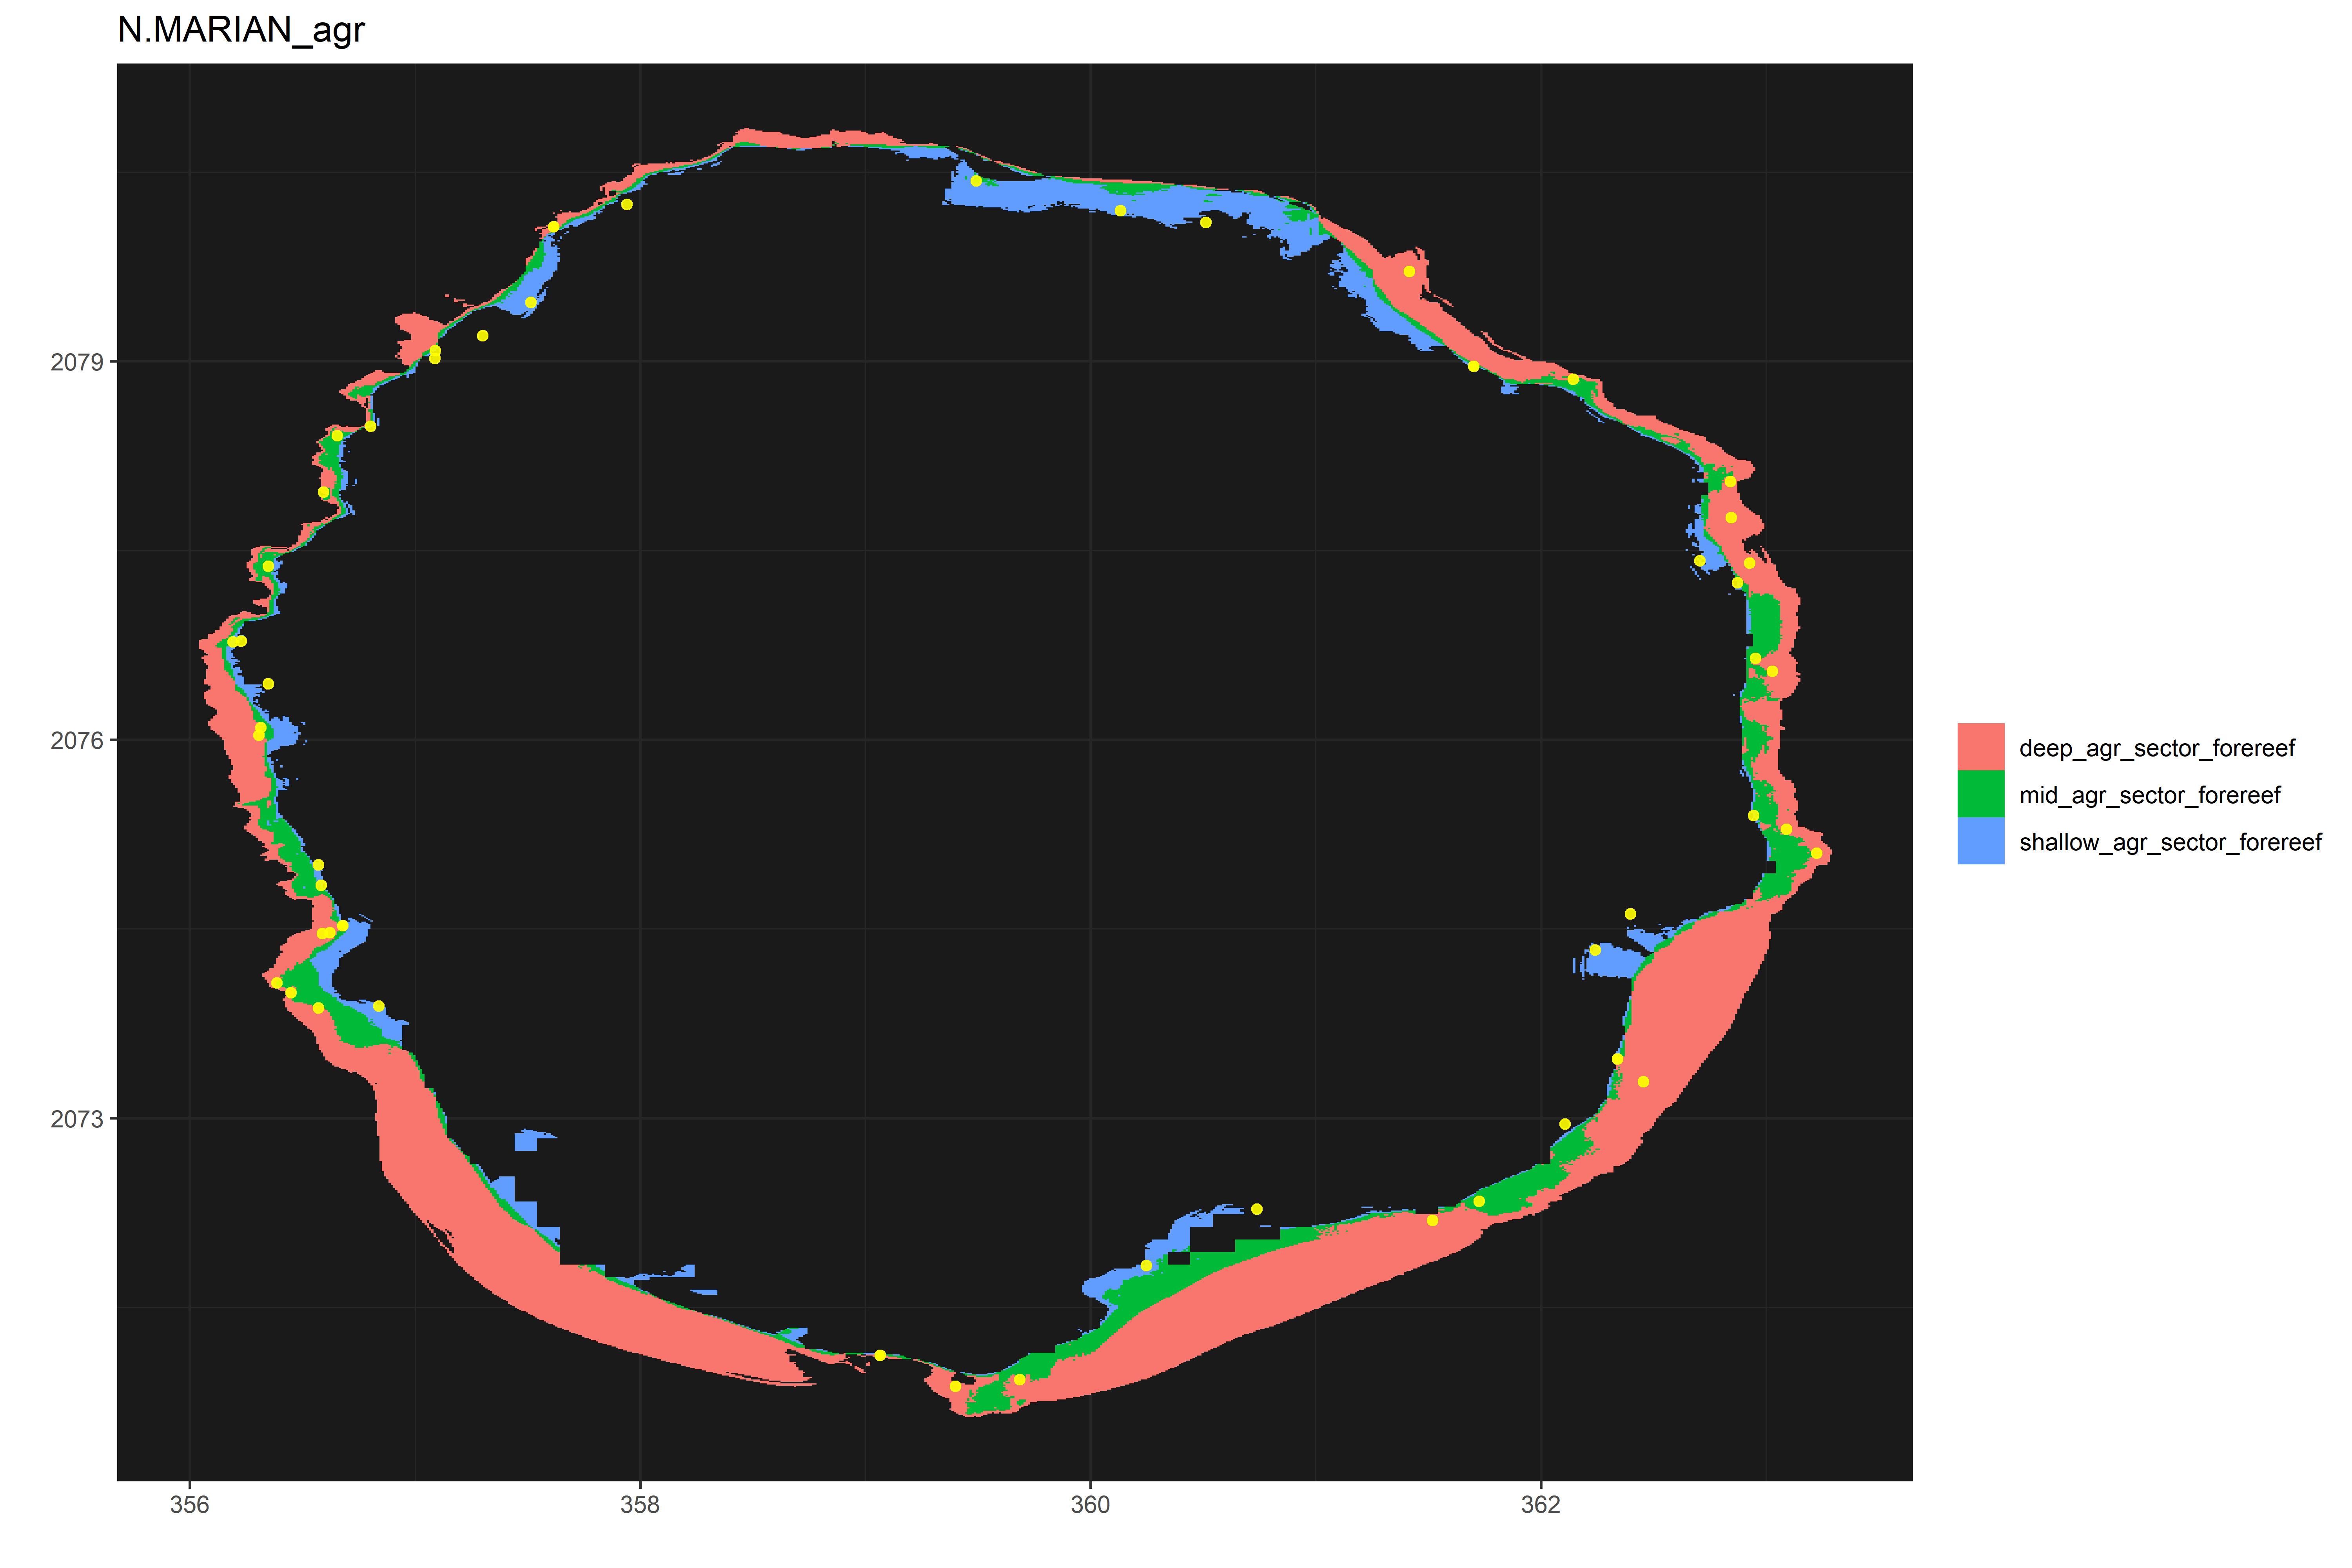 N.MARIAN_agr
2079
2076
2073
356
358
360
362
deep_agr_sector_forereef
mid_agr_sector_forereef
shallow_agr_sector_forereef